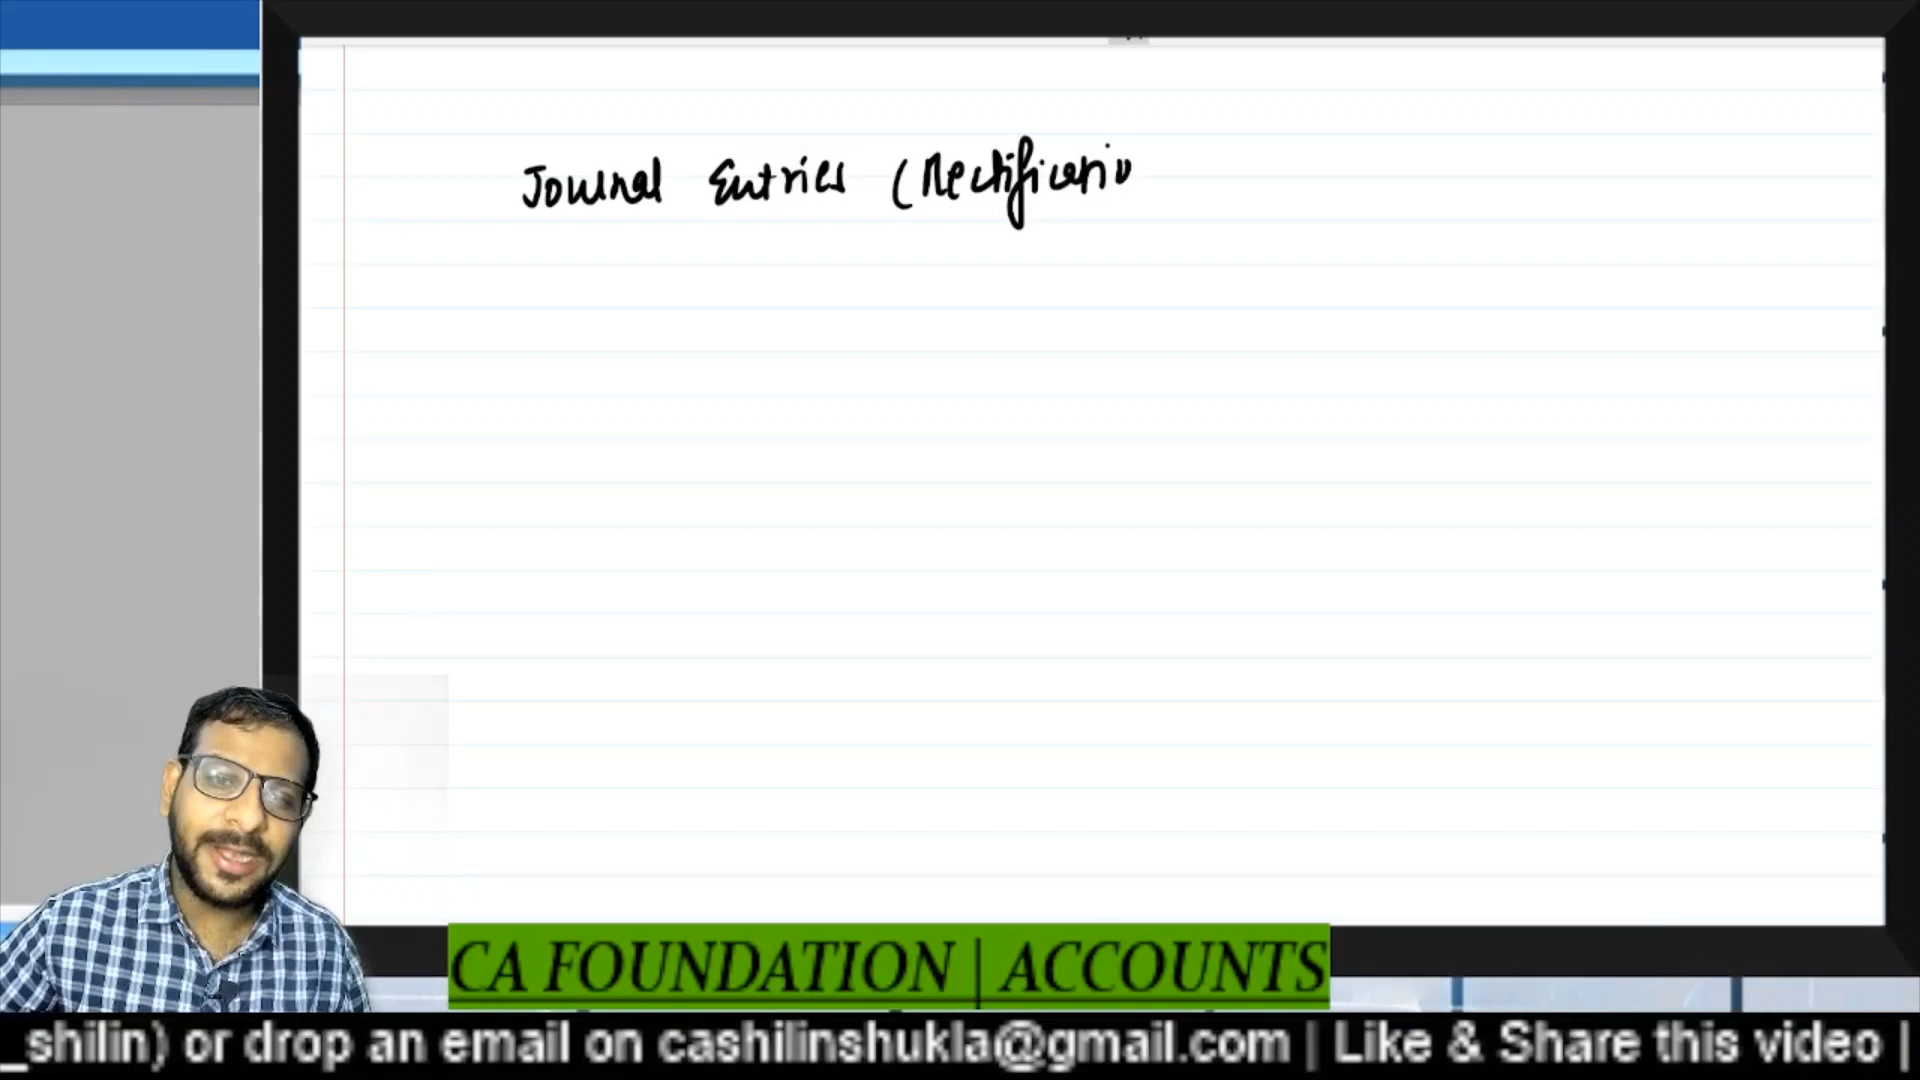 Journal Entries (Rectificatio
CA FOUNDATION | ACCOUNTS
_shilin) or drop an email on cashilinshukla@gmail.com | Like & Share this video |